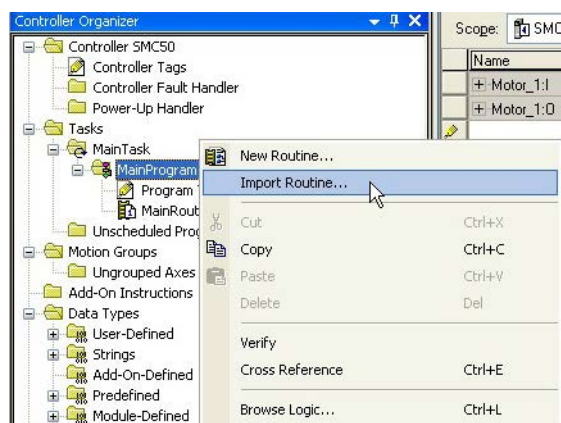 Controller Organizer
Scope: SMC
Controller SMC50
Controller Tags
Controller Fault Handler
Power-Up Handler
Tasks
MainTask
MainProgram
Program
MainRout
Unscheduled Prog
Motion Groups
Ungrouped Axes
Add-On Instructions
Data Types
User-Defined
Strings
Add-On-Defined
Predefined
Module-Defined
New Routine...
Import Routine...
Cut Ctrl+X
Copy Ctrl+C
Paste Ctrl+V
Delete Del
Verify
Cross Reference Ctrl+E
Browse Logic... Ctrl+L
Name
Motor_1:I
Motor_1:O